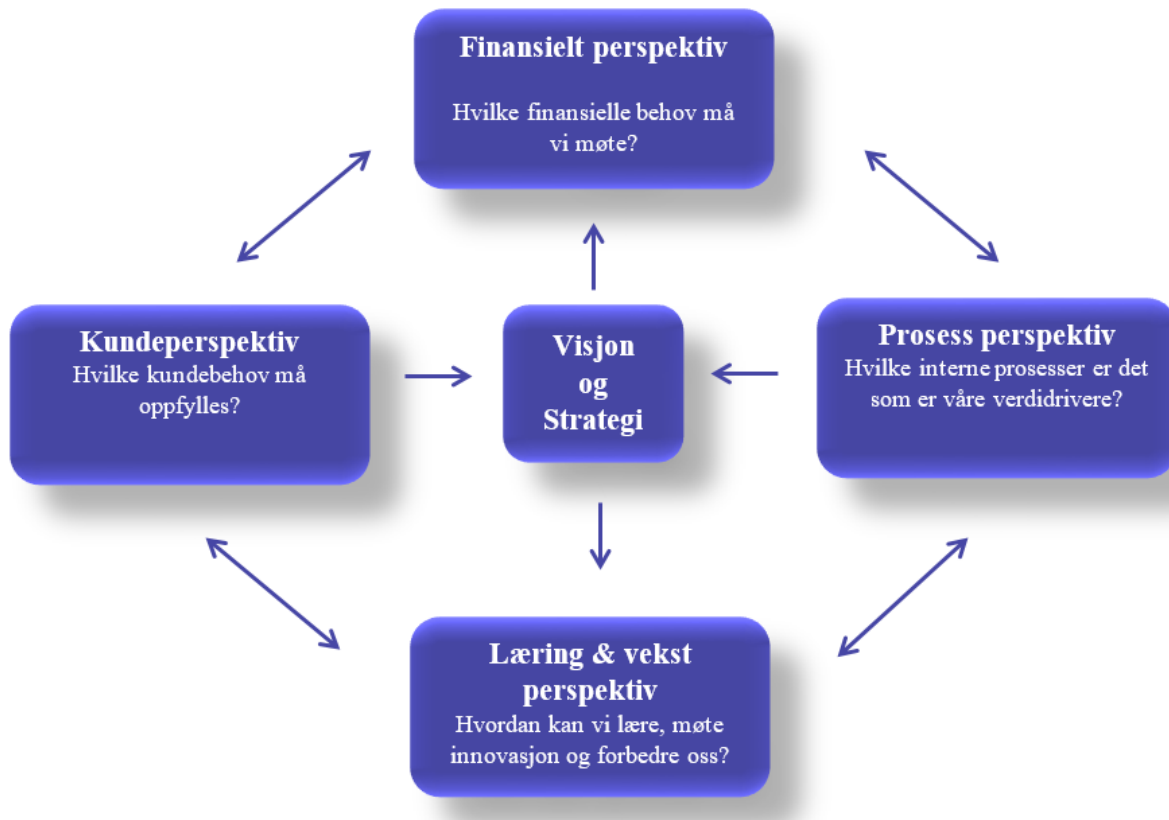 Finansielt perspektiv
Hvilke finansielle behov må
vi møte?
Kundeperspektiv
Hvilke kundebehov må
oppfylles?
Visjon
og
Strategi
Prosess perspektiv
Hvilke interne prosesser er det
som er våre verdidrivere?
Læring & vekst
perspektiv
Hvordan kan vi lære, møte
innovasjon og forbedre oss?